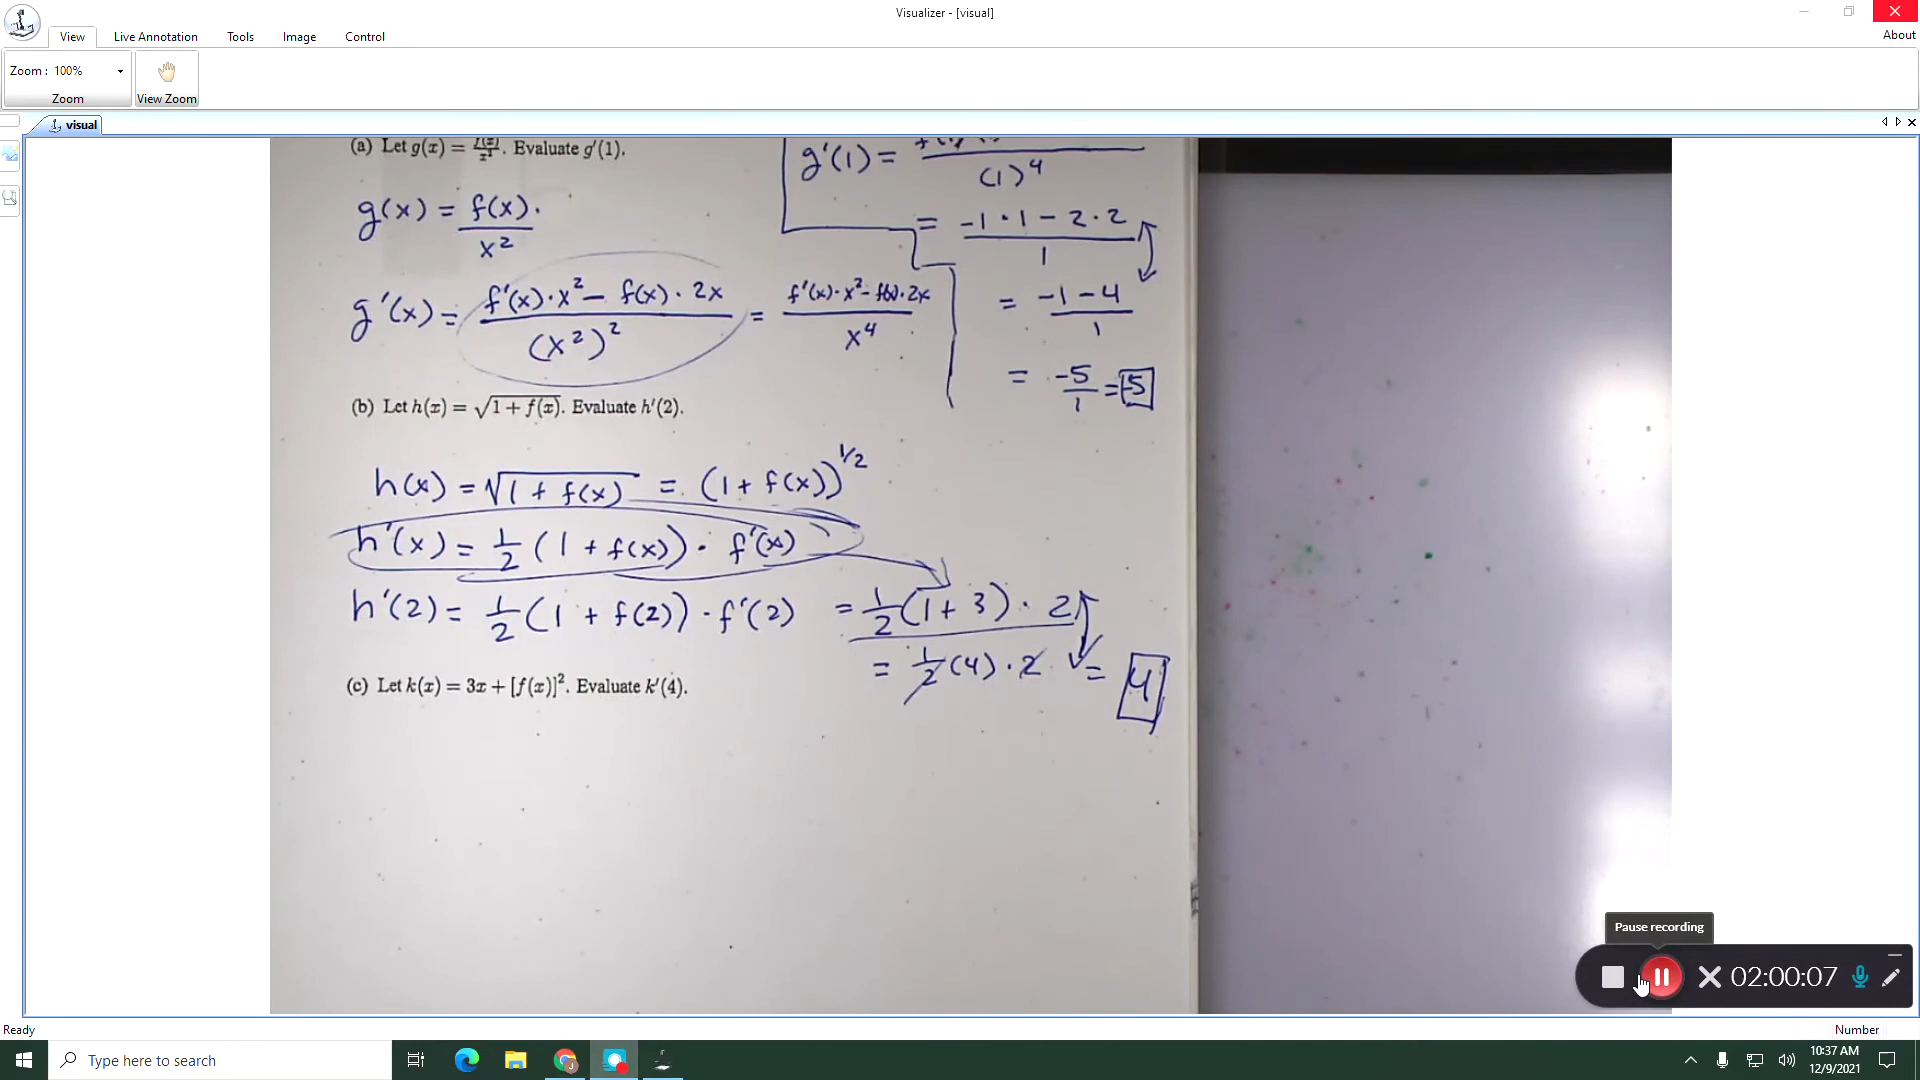 Visualizer - [visual]
View Live Annotation Tools Image Control About
Zoom : 100%
Zoom View Zoom
visual
(a) Let g(x) = f(x)/x². Evaluate g'(1).
g'(1) =
(1)⁴
g(x) = f(x).
x²
= -1 · 1 - 2 · 2
1
g'(x) = f'(x)·x² - f(x) · 2x = f'(x)·x² - f(x)·2x
(x²)² x⁴
= -1 - 4
1
= -5 = -5
1
(b) Let h(x) = √1 + f(x). Evaluate h'(2).
h(x) = √1 + f(x) = (1 + f(x))^1/2
h'(x) = 1/2 (1 + f(x)) · f'(x)
h'(2) = 1/2 (1 + f(2)) · f'(2) = 1/2 (1 + 3) · 2
= 1/2 (4) · 2 = 4
(c) Let k(x) = 3x + [f(x)]². Evaluate k'(4).
Pause recording
02:00:07
Ready Number
Type here to search
10:37 AM
12/9/2021